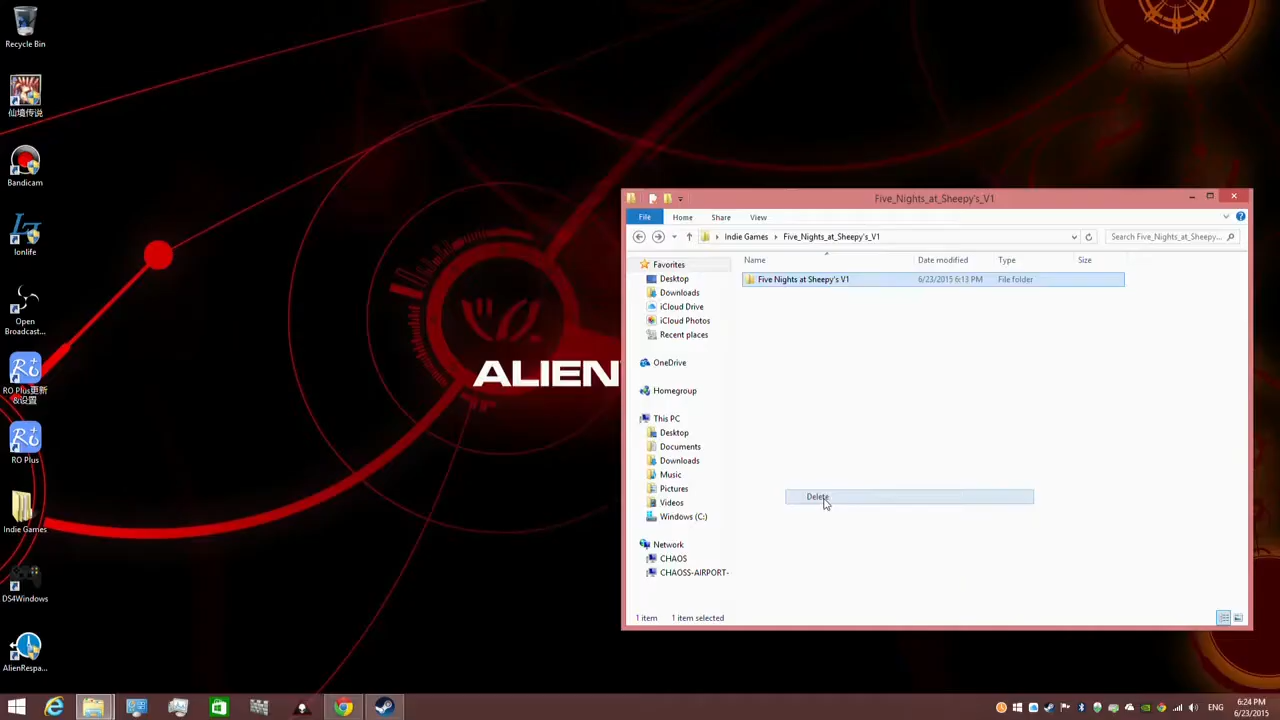 Recycle Bin
仙境传说
Bandicam
Ionlife
Open
Broadcast...
RO Plus更新
&设置
RO Plus
Indie Games
DS4Windows
AlienRespa...
ALIEN
Five_Nights_at_Sheepy's_V1
File Home Share View
Indie Games Five_Nights_at_Sheepy's_V1 Search Five_Nights_at_Sheepy...
Name Date modified Type Size
Five Nights at Sheepy's V1 6/23/2015 6:13 PM File folder
Favorites
Desktop
Downloads
iCloud Drive
iCloud Photos
Recent places
OneDrive
Homegroup
This PC
Desktop
Documents
Downloads
Music
Pictures
Videos
Windows (C:)
Network
CHAOS
CHAOSS-AIRPORT-
Delete
1 item 1 item selected
ENG
6:24 PM
6/23/2015